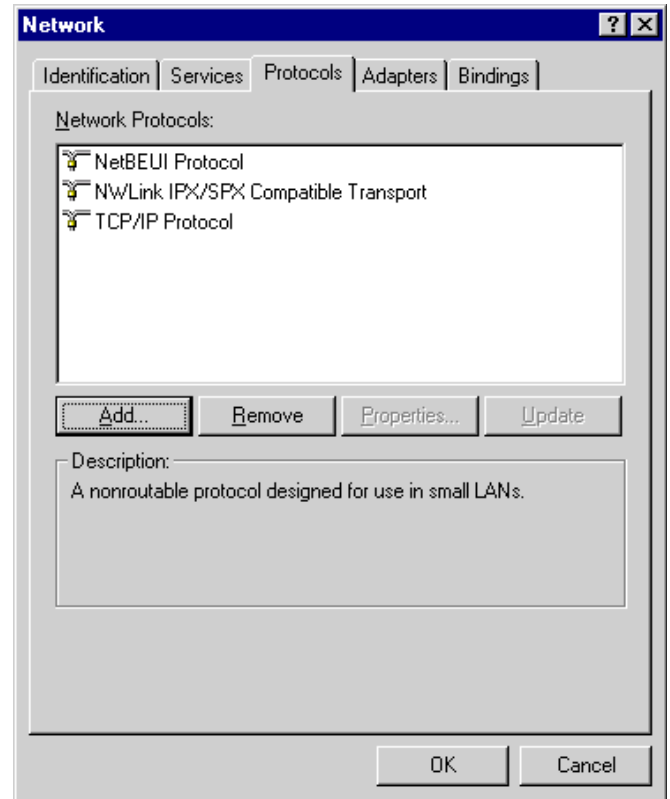 Network
Identification Services Protocols Adapters Bindings
Network Protocols:
NetBEUI Protocol
NWLink IPX/SPX Compatible Transport
TCP/IP Protocol
Add... Remove Properties... Update
Description:
A nonroutable protocol designed for use in small LANs.
OK Cancel